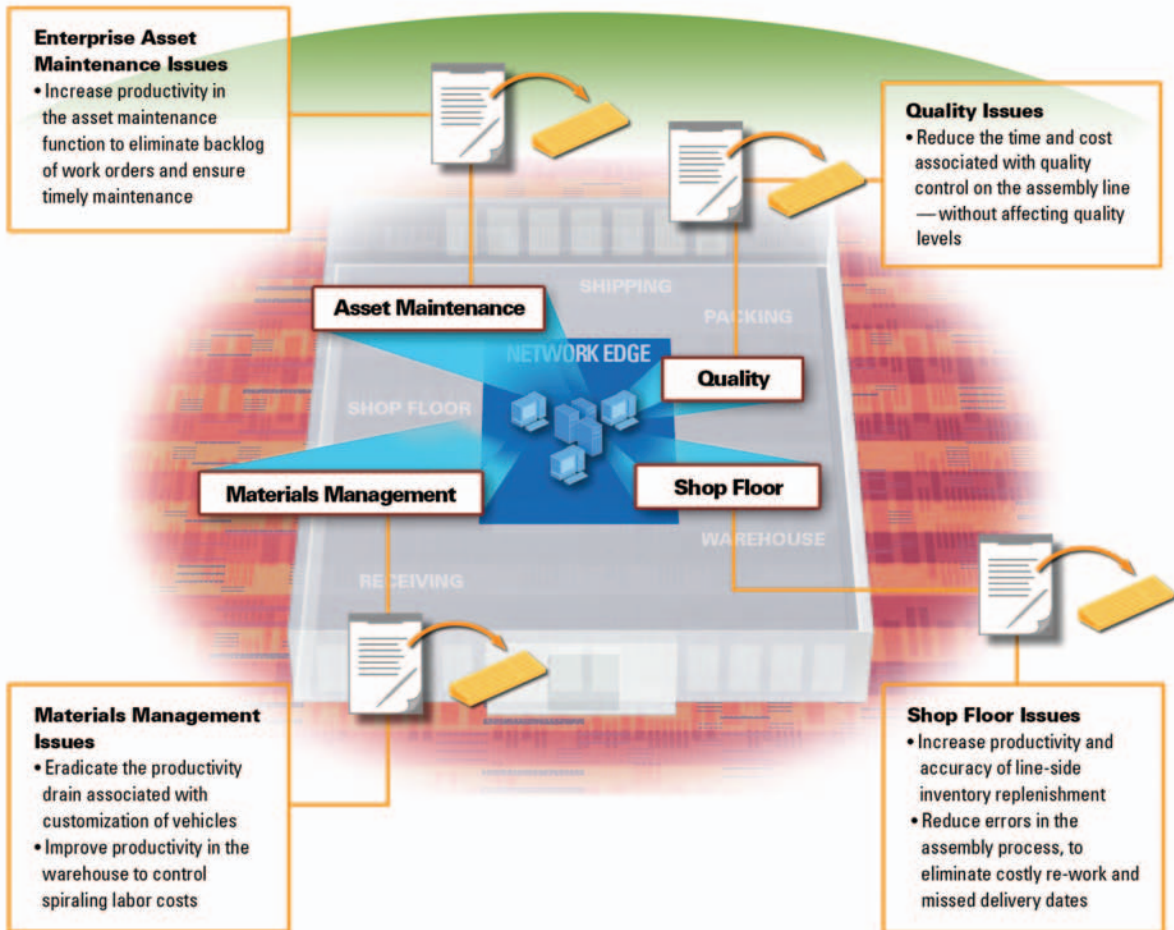 Enterprise Asset
Maintenance Issues
• Increase productivity in
the asset maintenance
function to eliminate backlog
of work orders and ensure
timely maintenance
Quality Issues
• Reduce the time and cost
associated with quality
control on the assembly line
—without affecting quality
levels
SHIPPING
Asset Maintenance
PACKING
NETWORK EDGE
Quality
SHOP FLOOR
Materials Management
Shop Floor
WAREHOUSE
RECEIVING
Materials Management
Issues
• Eradicate the productivity
drain associated with
customization of vehicles
• Improve productivity in the
warehouse to control
spiraling labor costs
Shop Floor Issues
• Increase productivity and
accuracy of line-side
inventory replenishment
• Reduce errors in the
assembly process, to
eliminate costly re-work and
missed delivery dates